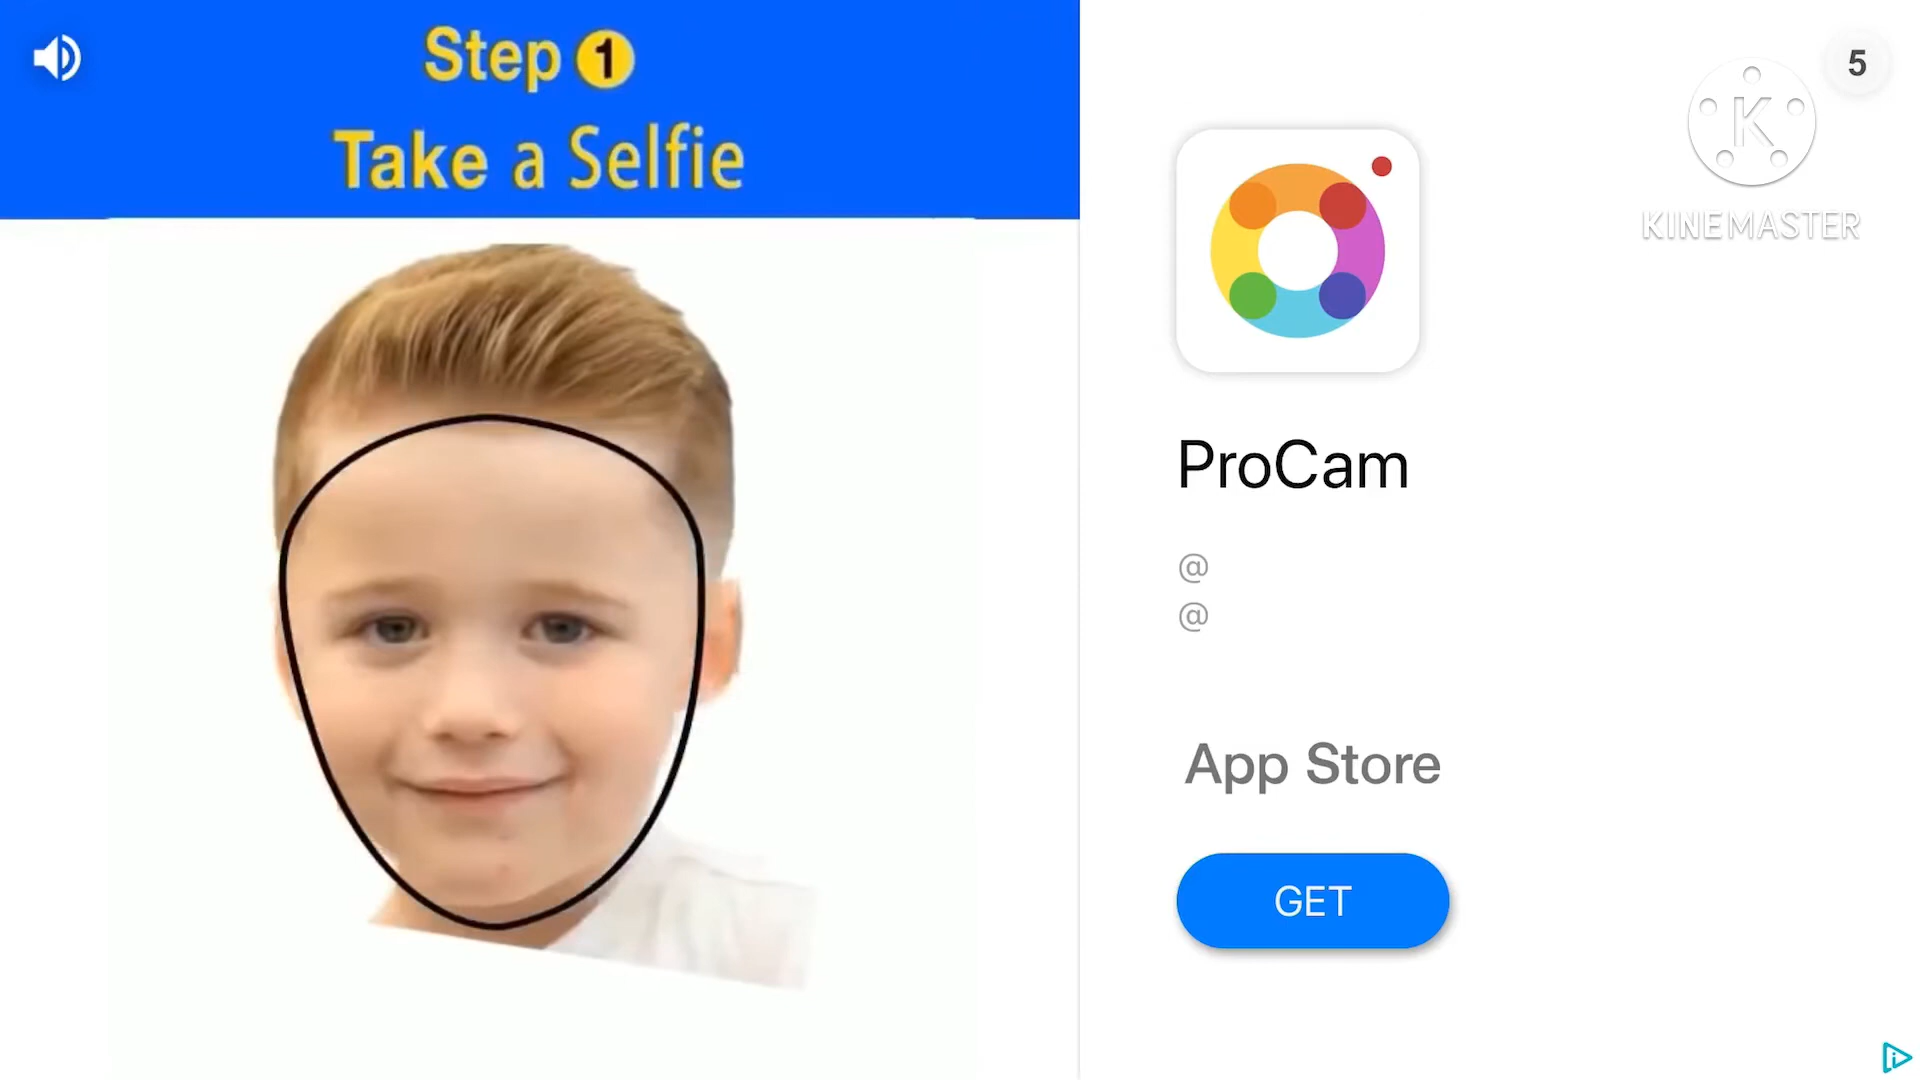 Step 1
Take a Selfie
5
K
KINEMASTER
ProCam
@
@
App Store
GET